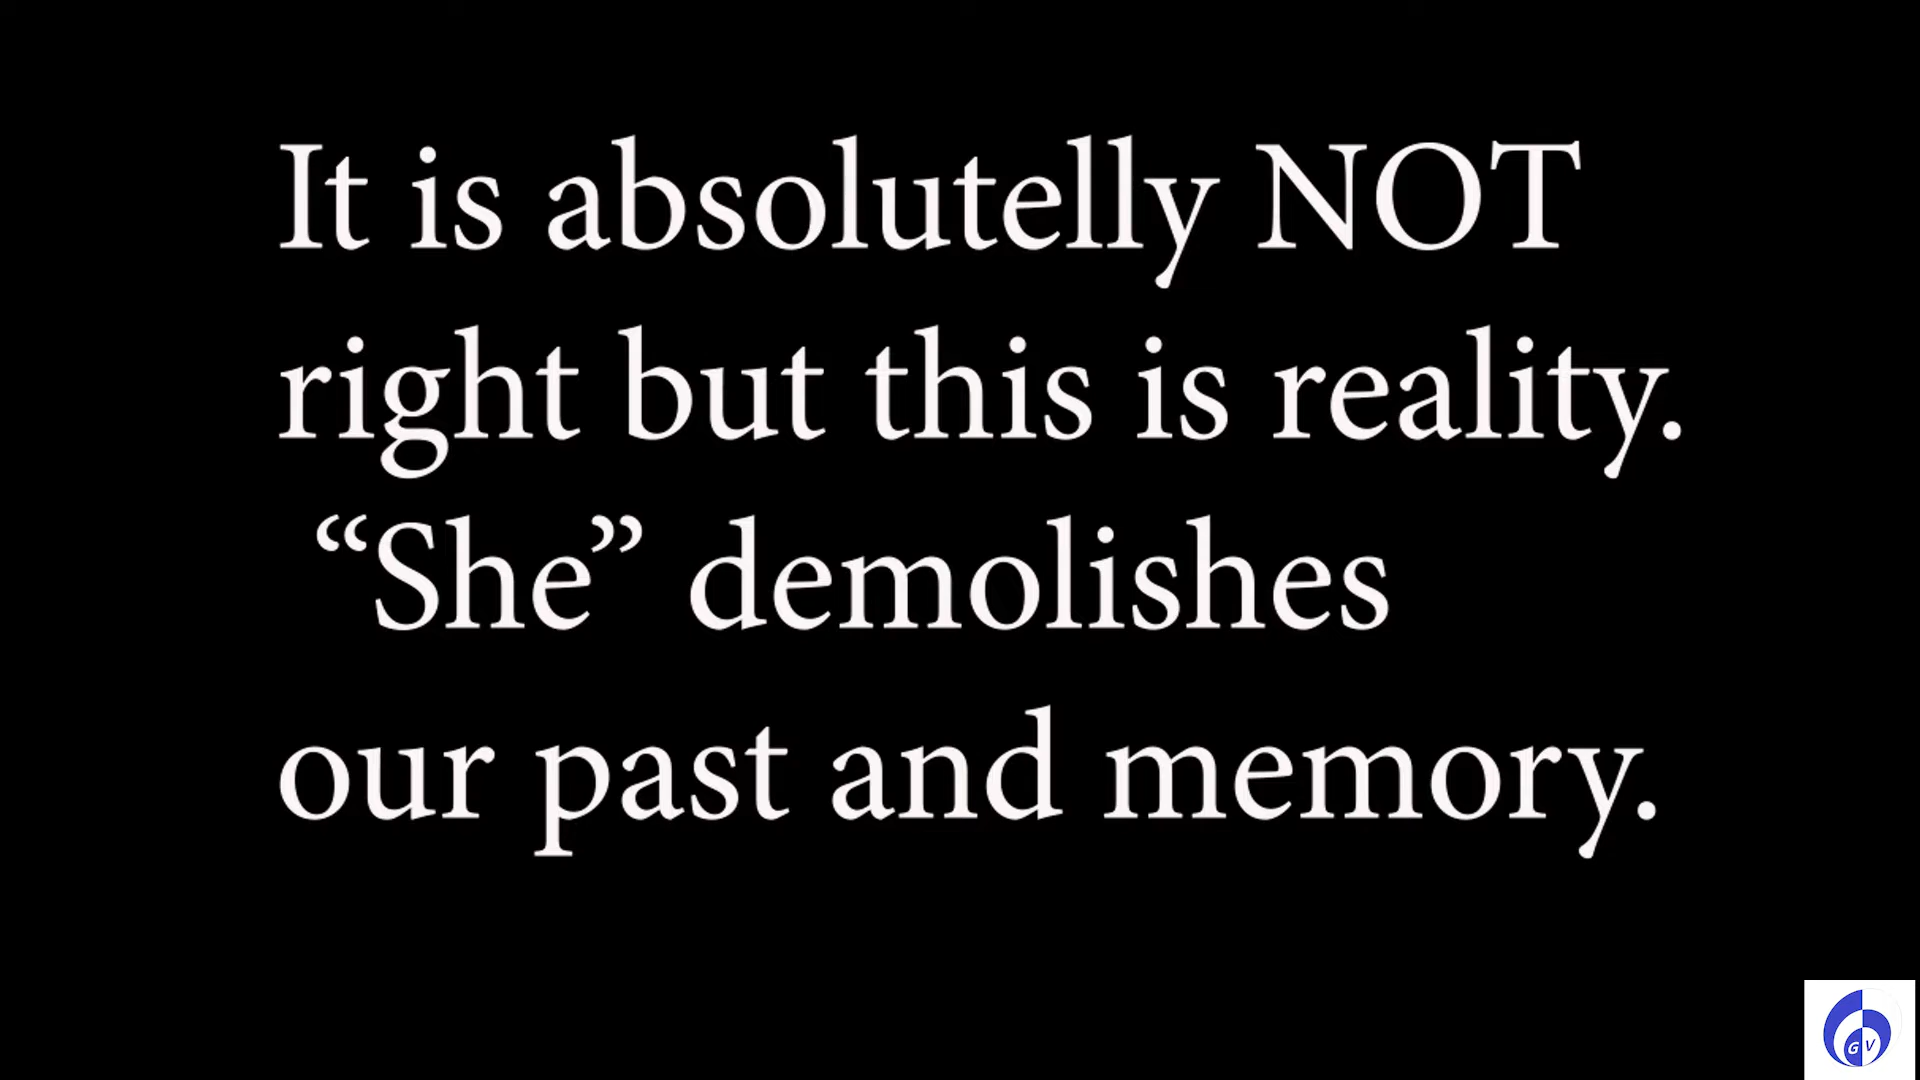 It is absolutelly NOT
right but this is reality.
“She” demolishes
our past and memory.
G V